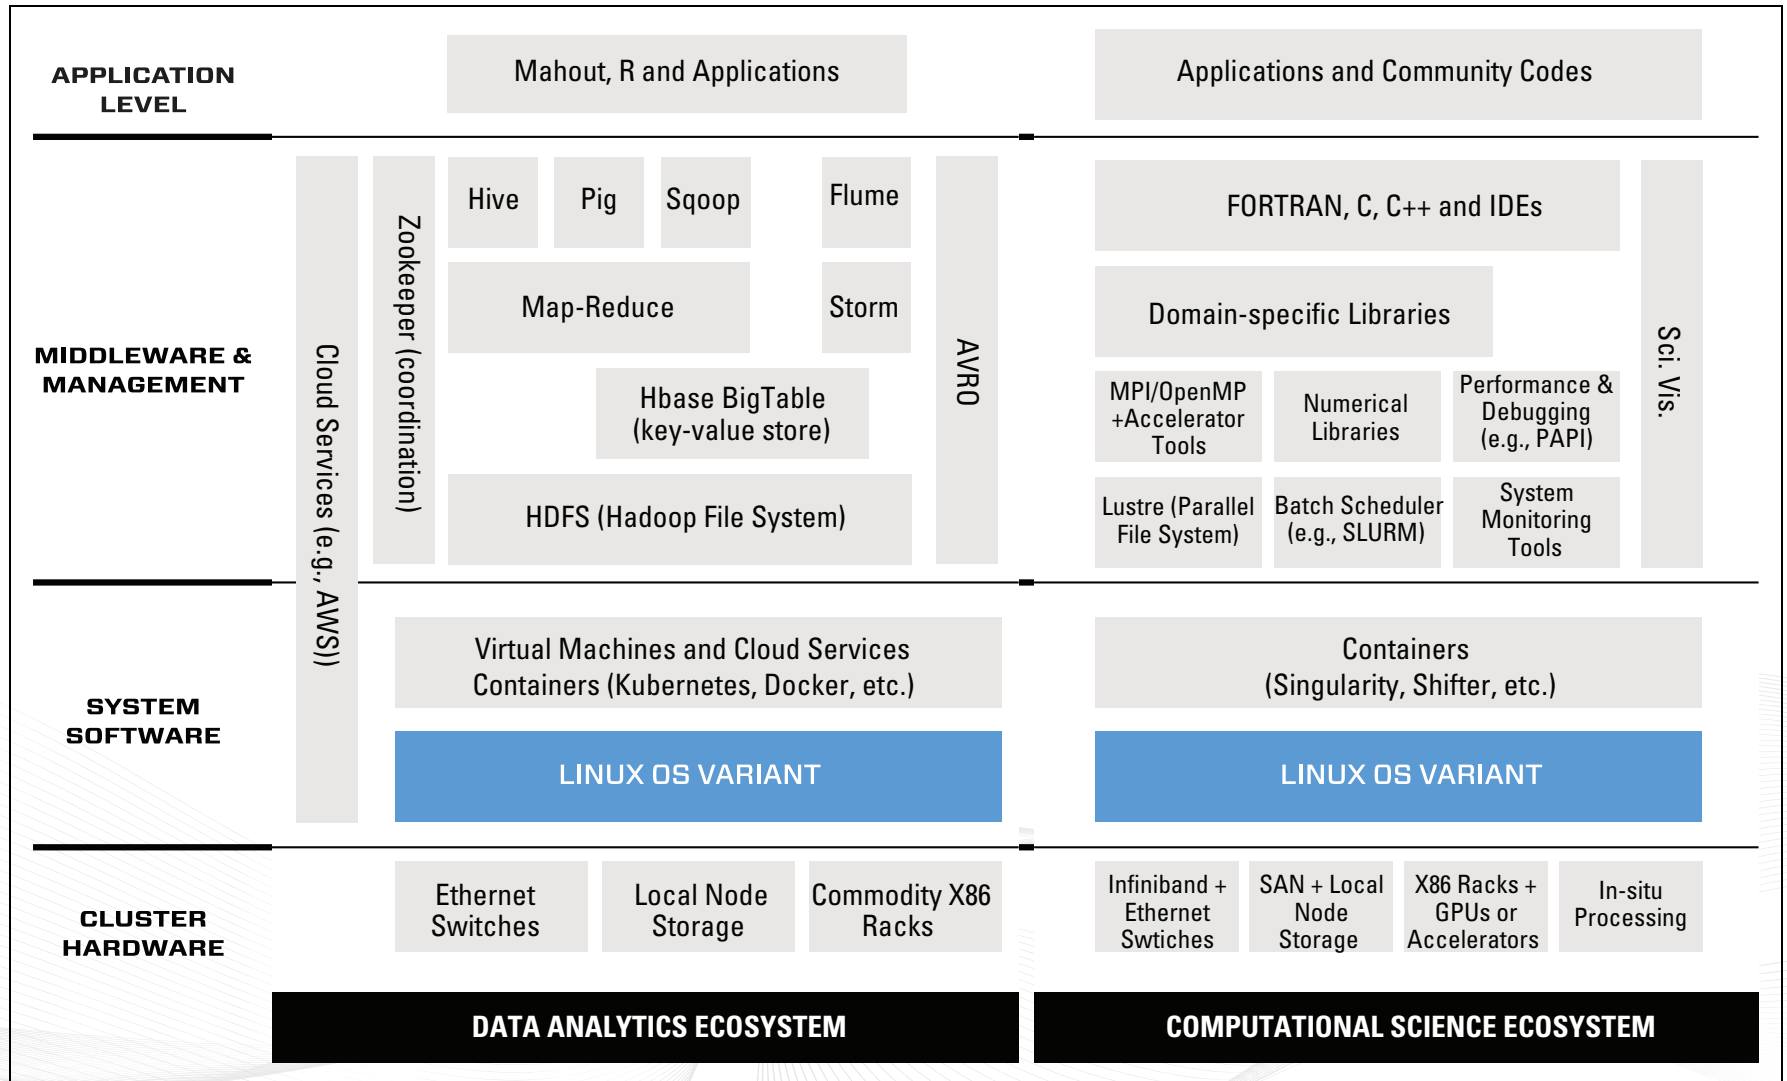 APPLICATION
LEVEL
Mahout, R and Applications
Applications and Community Codes
MIDDLEWARE &
MANAGEMENT
Cloud Services (e.g., AWS))
Zookeeper (coordination)
Hive
Pig
Sqoop
Flume
Map-Reduce
Storm
Hbase BigTable
(key-value store)
HDFS (Hadoop File System)
AVRO
FORTRAN, C, C++ and IDEs
Domain-specific Libraries
MPI/OpenMP
+Accelerator
Tools
Numerical
Libraries
Performance &
Debugging
(e.g., PAPI)
Lustre (Parallel
File System)
Batch Scheduler
(e.g., SLURM)
System
Monitoring
Tools
Sci. Vis.
SYSTEM
SOFTWARE
Virtual Machines and Cloud Services
Containers (Kubernetes, Docker, etc.)
LINUX OS VARIANT
Containers
(Singularity, Shifter, etc.)
LINUX OS VARIANT
CLUSTER
HARDWARE
Ethernet
Switches
Local Node
Storage
Commodity X86
Racks
Infiniband +
Ethernet
Swtiches
SAN + Local
Node
Storage
X86 Racks +
GPUs or
Accelerators
In-situ
Processing
DATA ANALYTICS ECOSYSTEM
COMPUTATIONAL SCIENCE ECOSYSTEM